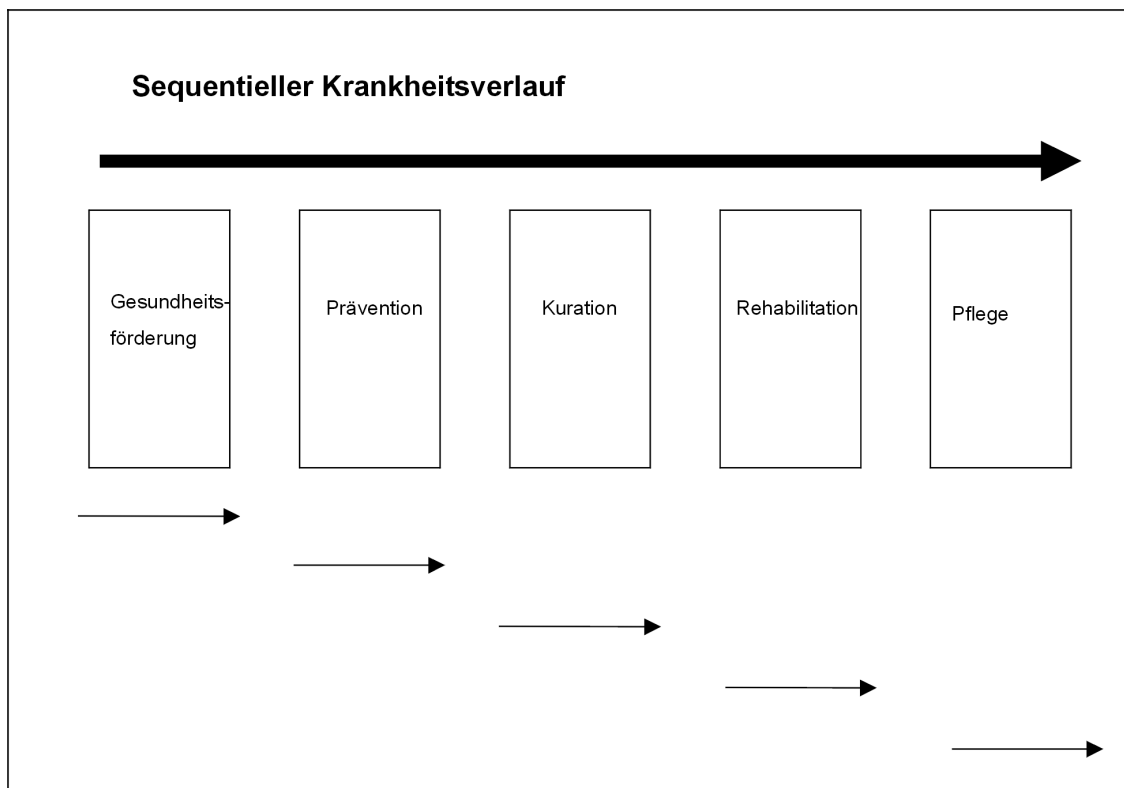 Sequentieller Krankheitsverlauf
Gesundheits-
förderung
Prävention
Kuration
Rehabilitation
Pflege